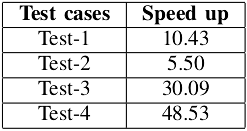 Test cases Speed up
Test-1 10.43
Test-2 5.50
Test-3 30.09
Test-4 48.53